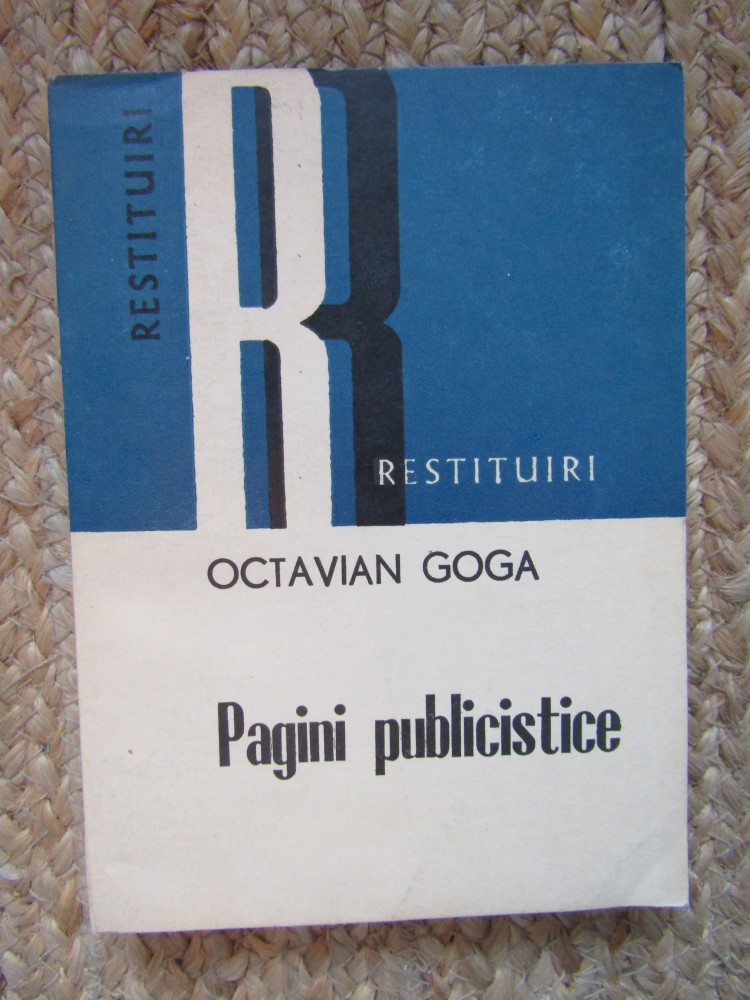 RESTITUIRI
R
RESTITUIRI
OCTAVIAN GOGA
Pagini publicistice